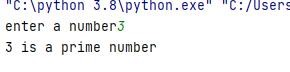 "C:\python 3.8\python.exe" "C:/Users
enter a number3
3 is a prime number